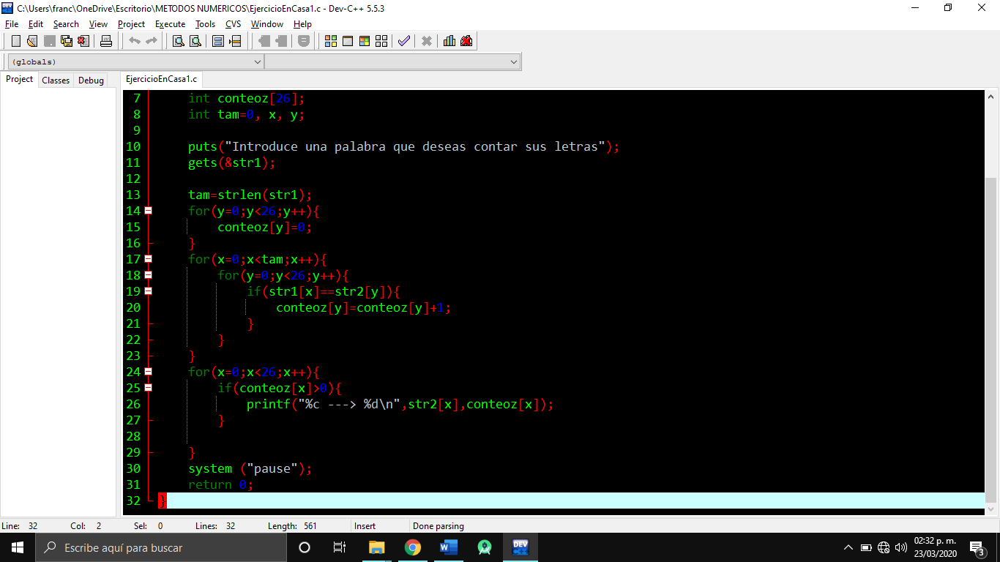 C:\Users\franc\OneDrive\Escritorio\METODOS NUMERICOS\EjercicioEnCasa1.c - Dev-C++ 5.5.3
File Edit Search View Project Execute Tools CVS Window Help
(globals)
Project Classes Debug
EjercicioEnCasa1.c
7 int conteoz[26];
8 int tam=0, x, y;
9
10 puts("Introduce una palabra que deseas contar sus letras");
11 gets(&str1);
12
13 tam=strlen(str1);
14 for(y=0;y<26;y++){
15 conteoz[y]=0;
16 }
17 for(x=0;x<tam;x++){
18 for(y=0;y<26;y++){
19 if(str1[x]==str2[y]){
20 conteoz[y]=conteoz[y]+1;
21 }
22 }
23 }
24 for(x=0;x<26;x++){
25 if(conteoz[x]>0){
26 printf("%c ---> %d\n",str2[x],conteoz[x]);
27 }
28
29 }
30 system ("pause");
31 return 0;
32 }
Line: 32 Col: 2 Sel: 0 Lines: 32 Length: 561 Insert Done parsing
Escribe aquí para buscar
W
DEV C++
02:32 p. m.
23/03/2020
3